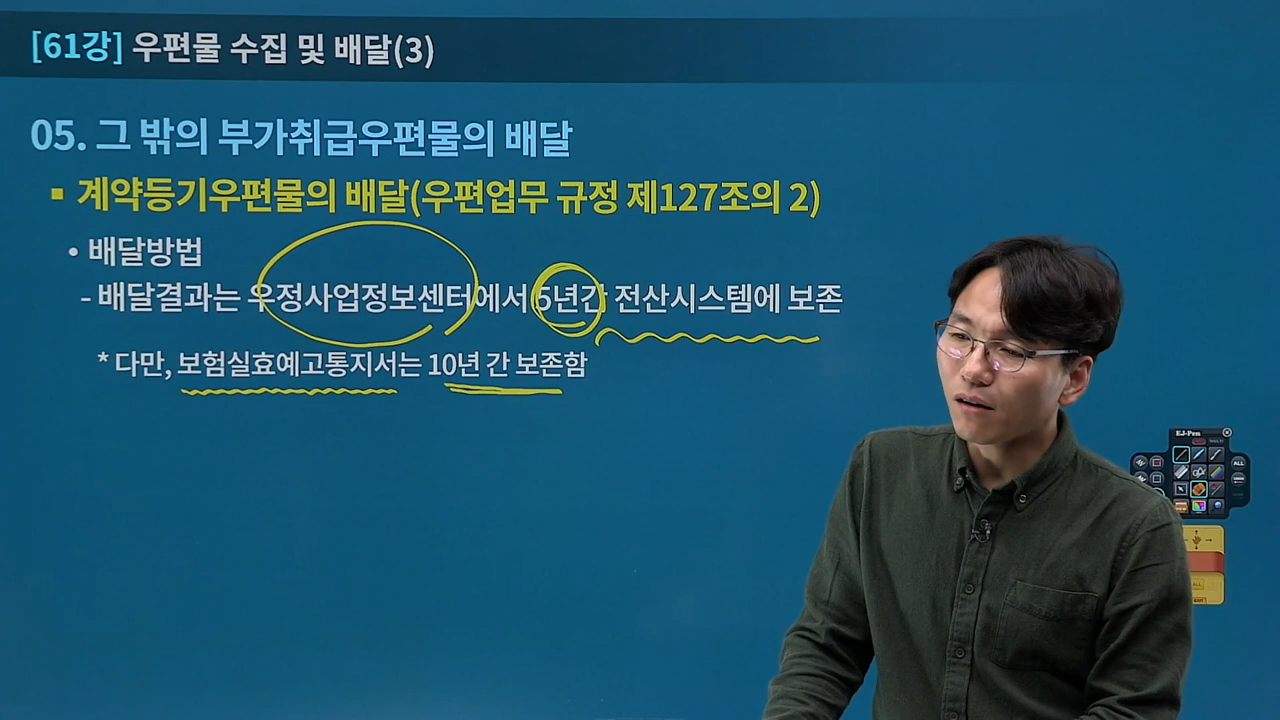 [61강] 우편물 수집 및 배달(3)
05. 그 밖의 부가취급우편물의 배달
▪ 계약등기우편물의 배달(우편업무 규정 제127조의 2)
• 배달방법
- 배달결과는 우정사업정보센터에서 5년간 전산시스템에 보존
* 다만, 보험실효예고통지서는 10년 간 보존함
EJ-Pen
ALL